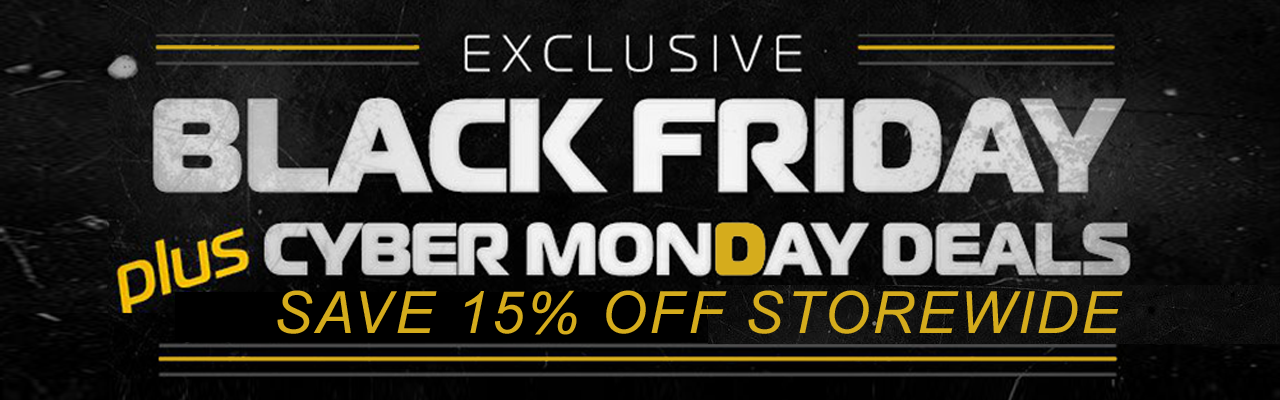 EXCLUSIVE
BLACK FRIDAY
plus CYBER MONDAY DEALS
SAVE 15% OFF STOREWIDE